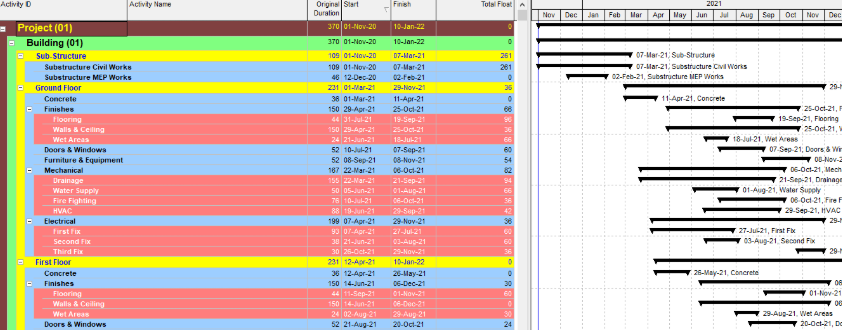 Activity ID Activity Name Original Duration Start Finish Total Float 2021
Nov Dec Jan Feb Mar Apr May Jun Jul Aug Sep Oct Nov Dec
Project (01) 370 01-Nov-20 10-Jan-22 0
Building (01) 370 01-Nov-20 10-Jan-22 0
Sub-Structure 109 01-Nov-20 07-Mar-21 261 07-Mar-21, Sub-Structure
Substructure Civil Works 109 01-Nov-20 07-Mar-21 261 07-Mar-21, Substructure Civil Works
Substructure MEP Works 46 12-Dec-20 02-Feb-21 0 02-Feb-21, Substructure MEP Works
Ground Floor 231 01-Mar-21 29-Nov-21 36 29-N
Concrete 36 01-Mar-21 11-Apr-21 0 11-Apr-21, Concrete
Finishes 150 29-Apr-21 25-Oct-21 66 25-Oct-21, F
Flooring 44 31-Jul-21 19-Sep-21 96 19-Sep-21, Flooring
Walls & Ceiling 150 29-Apr-21 25-Oct-21 36 25-Oct-21, W
Wet Areas 24 21-Jun-21 18-Jul-21 18-Jul-21, Wet Areas
Doors & Windows 52 10-Jul-21 07-Sep-21 60 07-Sep-21, Doors & W
Furniture & Equipment 52 08-Sep-21 08-Nov-21 54 08-Nov-2
Mechanical 167 22-Mar-21 06-Oct-21 82 06-Oct-21, Mech
Drainage 155 22-Mar-21 21-Sep-21 94 21-Sep-21, Drainage
Water Supply 50 05-Jun-21 01-Aug-21 66 01-Aug-21, Water Supply
Fire Fighting 76 10-Jul-21 06-Oct-21 36 06-Oct-21, Fire F
HVAC 88 19-Jun-21 29-Sep-21 42 29-Sep-21, HVAC
Electrical 199 07-Apr-21 29-Nov-21 36 29-N
First Fix 93 07-Apr-21 27-Jul-21 60 27-Jul-21, First Fix
Second Fix 38 21-Jun-21 03-Aug-21 60 03-Aug-21, Second Fix
Third Fix 30 26-Oct-21 29-Nov-21 36 29-N
First Floor 231 12-Apr-21 10-Jan-22 0
Concrete 36 12-Apr-21 26-May-21 0 26-May-21, Concrete
Finishes 150 14-Jun-21 06-Dec-21 30 06
Flooring 44 11-Sep-21 01-Nov-21 60 01-Nov-21
Walls & Ceiling 150 14-Jun-21 06-Dec-21 0 06
Wet Areas 24 02-Aug-21 29-Aug-21 30 29-Aug-21, Wet Areas
Doors & Windows 52 21-Aug-21 20-Oct-21 24 20-Oct-21, Do